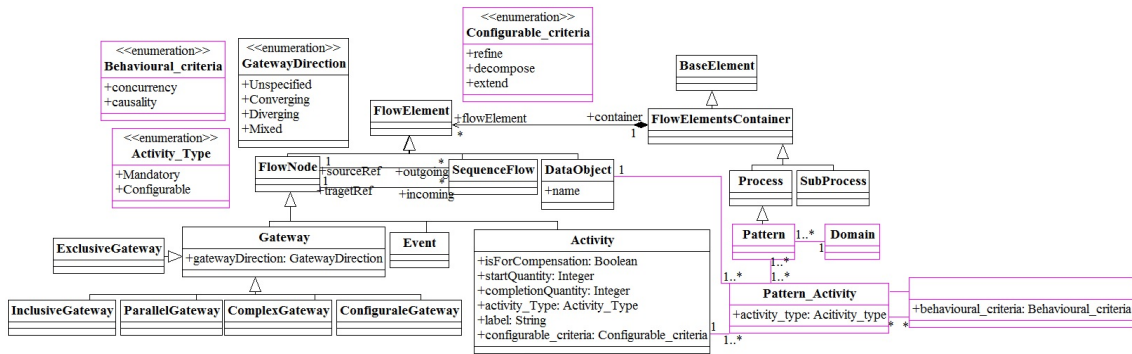 <<enumeration>>
Behavioural_criteria
+concurrency
+causality
<<enumeration>>
GatewayDirection
+Unspecified
+Converging
+Diverging
+Mixed
<<enumeration>>
Configurable_criteria
+refine
+decompose
+extend
BaseElement
<<enumeration>>
Activity_Type
+Mandatory
+Configurable
FlowElement
+flowElement
*
+container
1
FlowElementsContainer
FlowNode
1
+sourceRef
*
+outgoing
1
+tragetRef
*
+incoming
SequenceFlow
DataObject
+name
1
Process
SubProcess
ExclusiveGateway
Gateway
+gatewayDirection: GatewayDirection
Event
Activity
+isForCompensation: Boolean
+startQuantity: Integer
+completionQuantity: Integer
+activity_Type: Activity_Type
+label: String
+configurable_criteria: Configurable_criteria
Pattern
1..*
1
Domain
1..*
1..*
1..*
Pattern_Activity
+activity_type: Acitivity_type
+behavioural_criteria: Behavioural_criteria
*
*
1
1..*
InclusiveGateway
ParallelGateway
ComplexGateway
ConfiguraleGateway